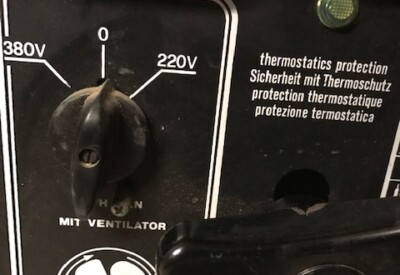 380V
0
220V
MIT VENTILATOR
thermostatics protection
Sicherheit mit Thermoschutz
protection thermostatique
protezione termostatica